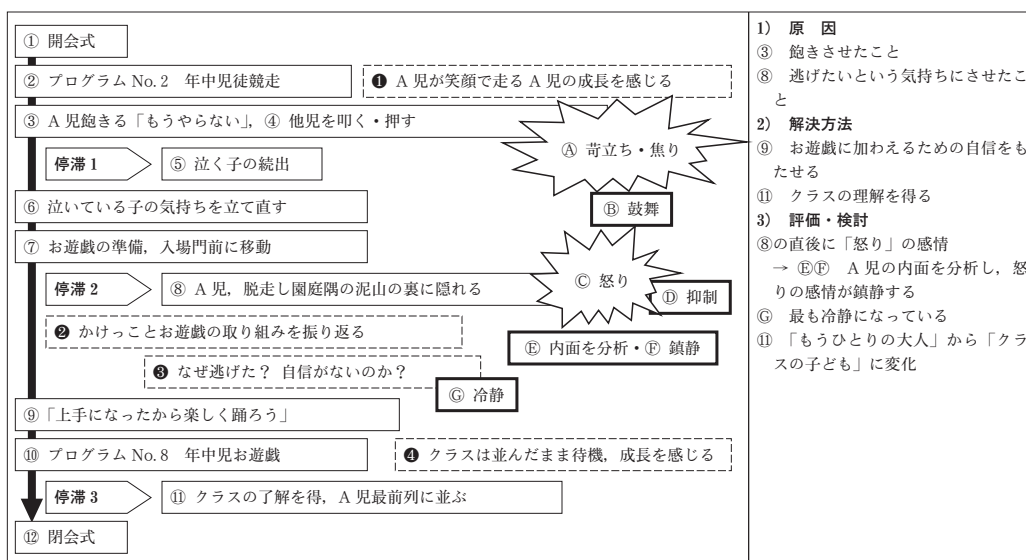 ① 開会式
② プログラム No. 2　年中児徒競走
❶ A 児が笑顔で走る A 児の成長を感じる
③ A 児飽きる「もうやらない」，④ 他児を叩く・押す
Ⓐ 苛立ち・焦り
停滞 1
⑤ 泣く子の続出
Ⓑ 鼓舞
⑥ 泣いている子の気持ちを立て直す
⑦ お遊戯の準備，入場門前に移動
Ⓒ 怒り
停滞 2
⑧ A 児，脱走し園庭隅の泥山の裏に隠れる
Ⓓ 抑制
❷ かけっことお遊戯の取り組みを振り返る
Ⓔ 内面を分析・Ⓕ 鎮静
❸ なぜ逃げた？ 自信がないのか？
Ⓖ 冷静
⑨「上手になったから楽しく踊ろう」
⑩ プログラム No. 8　年中児お遊戯
❹ クラスは並んだまま待機，成長を感じる
停滞 3
⑪ クラスの了解を得，A 児最前列に並ぶ
⑫ 閉会式
1)　原　因
③　飽きさせたこと
⑧　逃げたいという気持ちにさせたこ
と
2)　解決方法
⑨　お遊戯に加えるための自信をも
たせる
⑪　クラスの理解を得る
3)　評価・検討
⑧の直後に「怒り」の感情
→ ⒺⒻ　A 児の内面を分析し，怒
りの感情が鎮静する
Ⓖ　最も冷静になっている
⑪　「もうひとりの大人」から「クラ
スの子ども」に変化